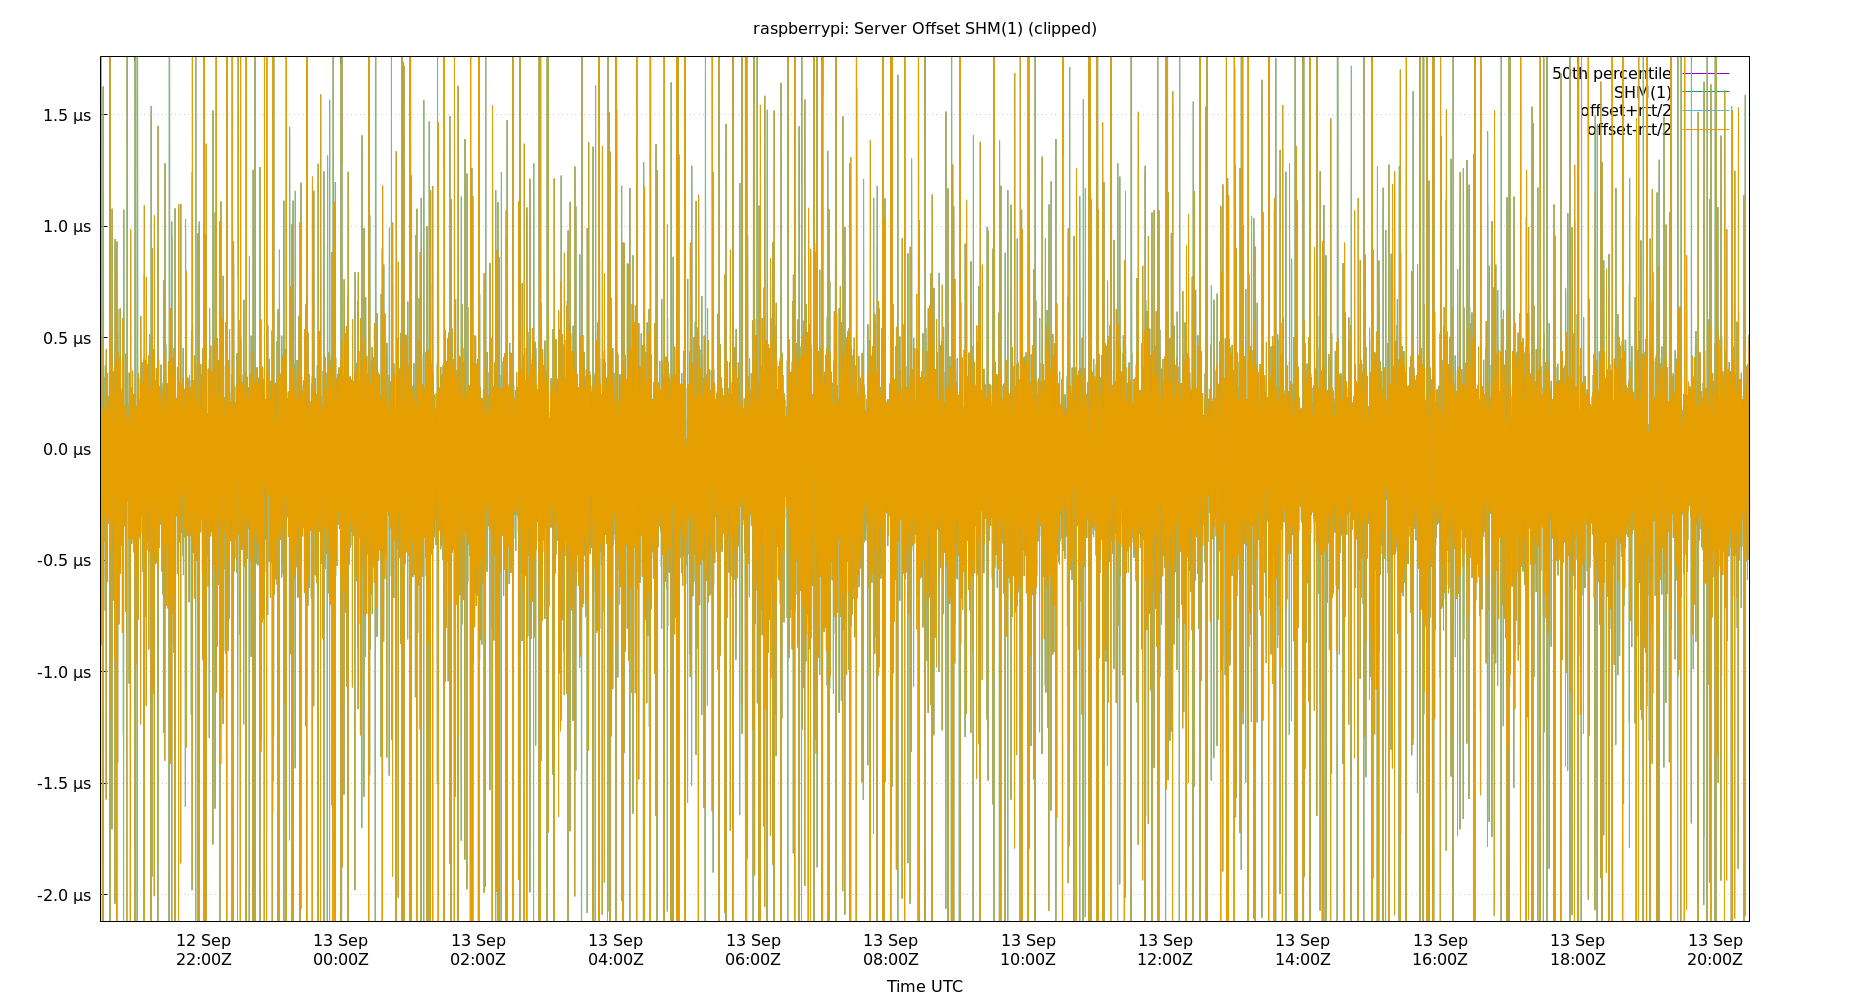 raspberrypi: Server Offset SHM(1) (clipped)
50th percentile
SHM(1)
offset+rtt/2
offset-rtt/2
1.5 µs
1.0 µs
0.5 µs
0.0 µs
-0.5 µs
-1.0 µs
-1.5 µs
-2.0 µs
12 Sep 13 Sep 13 Sep 13 Sep 13 Sep 13 Sep 13 Sep 13 Sep 13 Sep 13 Sep 13 Sep 13 Sep
22:00Z 00:00Z 02:00Z 04:00Z 06:00Z 08:00Z 10:00Z 12:00Z 14:00Z 16:00Z 18:00Z 20:00Z
Time UTC